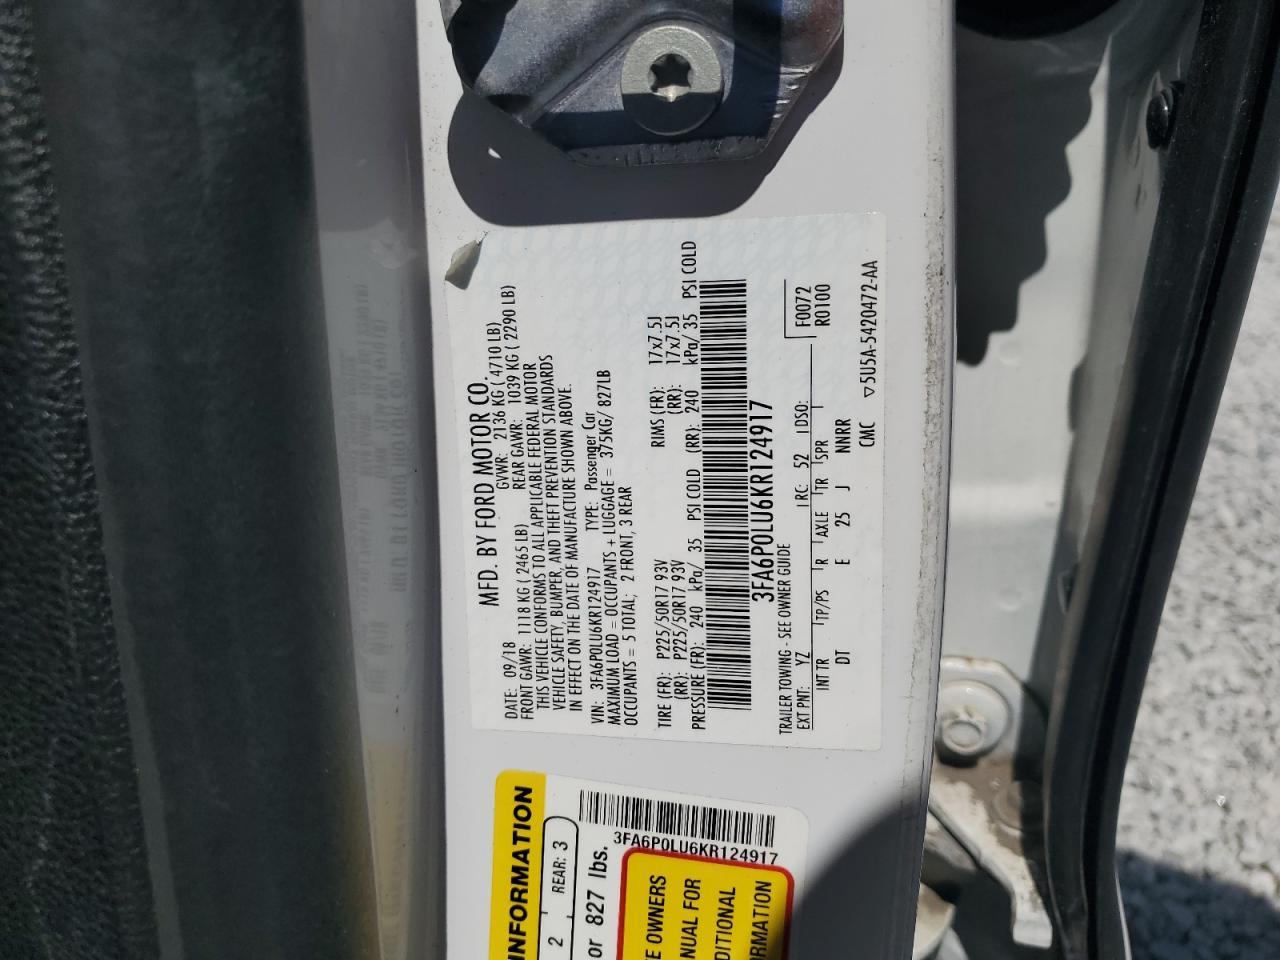 MFD. BY FORD MOTOR CO.
DATE: 09/18 GVWR: 2136 KG ( 4710 LB)
FRONT GAWR: 1118 KG ( 2465 LB) REAR GAWR: 1039 KG ( 2290 LB)
THIS VEHICLE CONFORMS TO ALL APPLICABLE FEDERAL MOTOR
VEHICLE SAFETY, BUMPER, AND THEFT PREVENTION STANDARDS
IN EFFECT ON THE DATE OF MANUFACTURE SHOWN ABOVE.
VIN: 3FA6P0LU6KR124917 TYPE: Passenger Car
MAXIMUM LOAD = OCCUPANTS + LUGGAGE = 375KG/ 827LB
OCCUPANTS = 5 TOTAL; 2 FRONT, 3 REAR
TIRE (FR): P225/50R17 93V RIMS (FR): 17x7.5J
(RR): P225/50R17 93V (RR): 17x7.5J
PRESSURE (FR): 240 kPa/ 35 PSI COLD (RR): 240 kPa/ 35 PSI COLD
3FA6P0LU6KR124917
TRAILER TOWING - SEE OWNER GUIDE
F0072
R0100
EXT PNT: YZ RC: 52 DSO:
INT TR TP/PS R AXLE TR SPR
DT E 25 J NNRR
CMC ▽5U5A-5420472-AA
INFORMATION
2 REAR: 3
or 827 lbs.
3FA6P0LU6KR124917
OWNERS
FOR